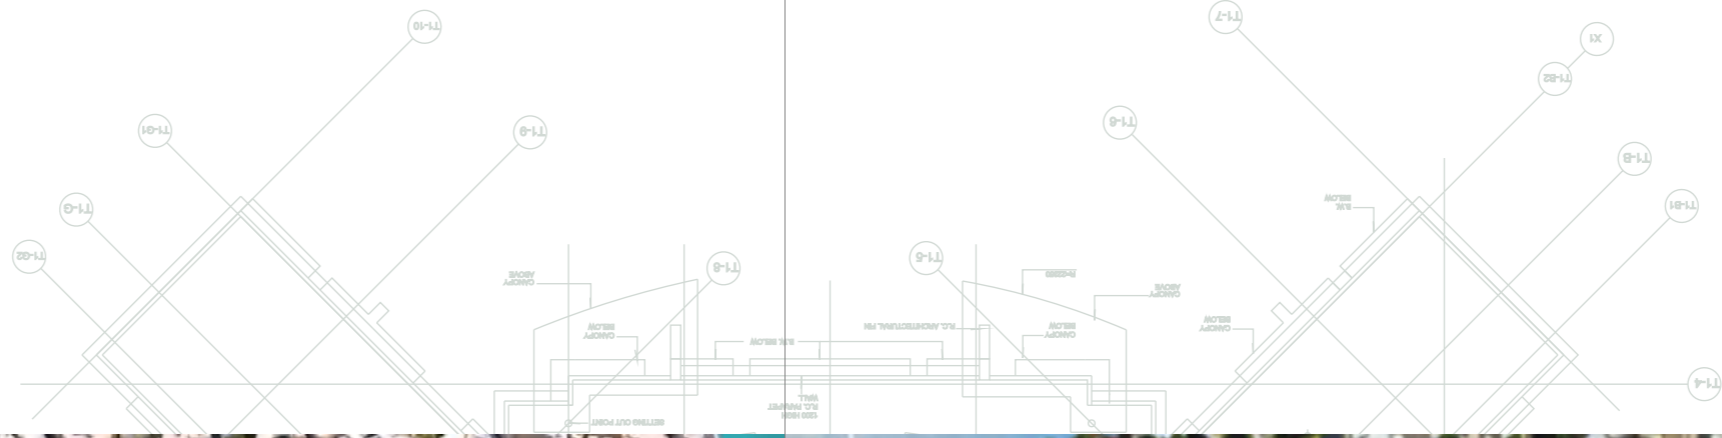 T1-4
SETTING OUT POINT
1200 HIGH
R.C. PARAPET
WALL
B.W. BELOW
CANOPY
BELOW
CANOPY
BELOW
R.C. ARCHITECTURAL FIN
CANOPY
BELOW
CANOPY
ABOVE
CANOPY
ABOVE
T1-8
T1-5
T1-G2
T1-G
B.W.
BELOW
T1-B1
T1-B
T1-G1
T1-9
T1-6
T1-B2
X1
T1-10
T1-7